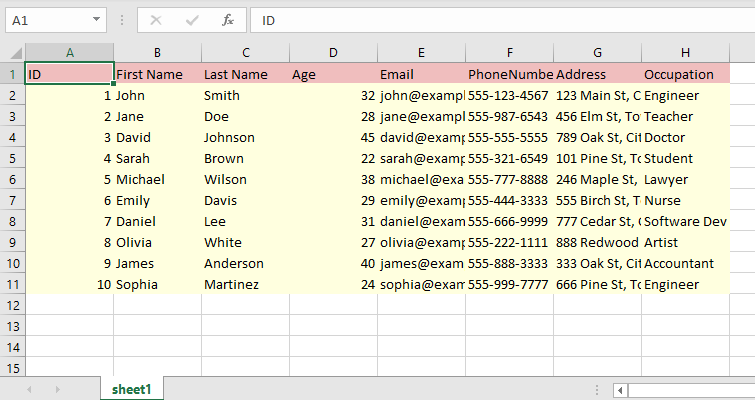 A1 fx ID
A B C D E F G H
1 ID First Name Last Name Age Email PhoneNumbe Address Occupation
2 1 John Smith 32 john@exampl 555-123-4567 123 Main St, C Engineer
3 2 Jane Doe 28 jane@exampl 555-987-6543 456 Elm St, To Teacher
4 3 David Johnson 45 david@examp 555-555-5555 789 Oak St, Cit Doctor
5 4 Sarah Brown 22 sarah@examp 555-321-6549 101 Pine St, Tc Student
6 5 Michael Wilson 38 michael@exa 555-777-8888 246 Maple St, Lawyer
7 6 Emily Davis 29 emily@examp 555-444-3333 555 Birch St, T Nurse
8 7 Daniel Lee 31 daniel@exam 555-666-9999 777 Cedar St, Software Dev
9 8 Olivia White 27 olivia@examp 555-222-1111 888 Redwood Artist
10 9 James Anderson 40 james@exam 555-888-3333 333 Oak St, Cit Accountant
11 10 Sophia Martinez 24 sophia@exam 555-999-7777 666 Pine St, Tc Engineer
12
13
14
15
sheet1